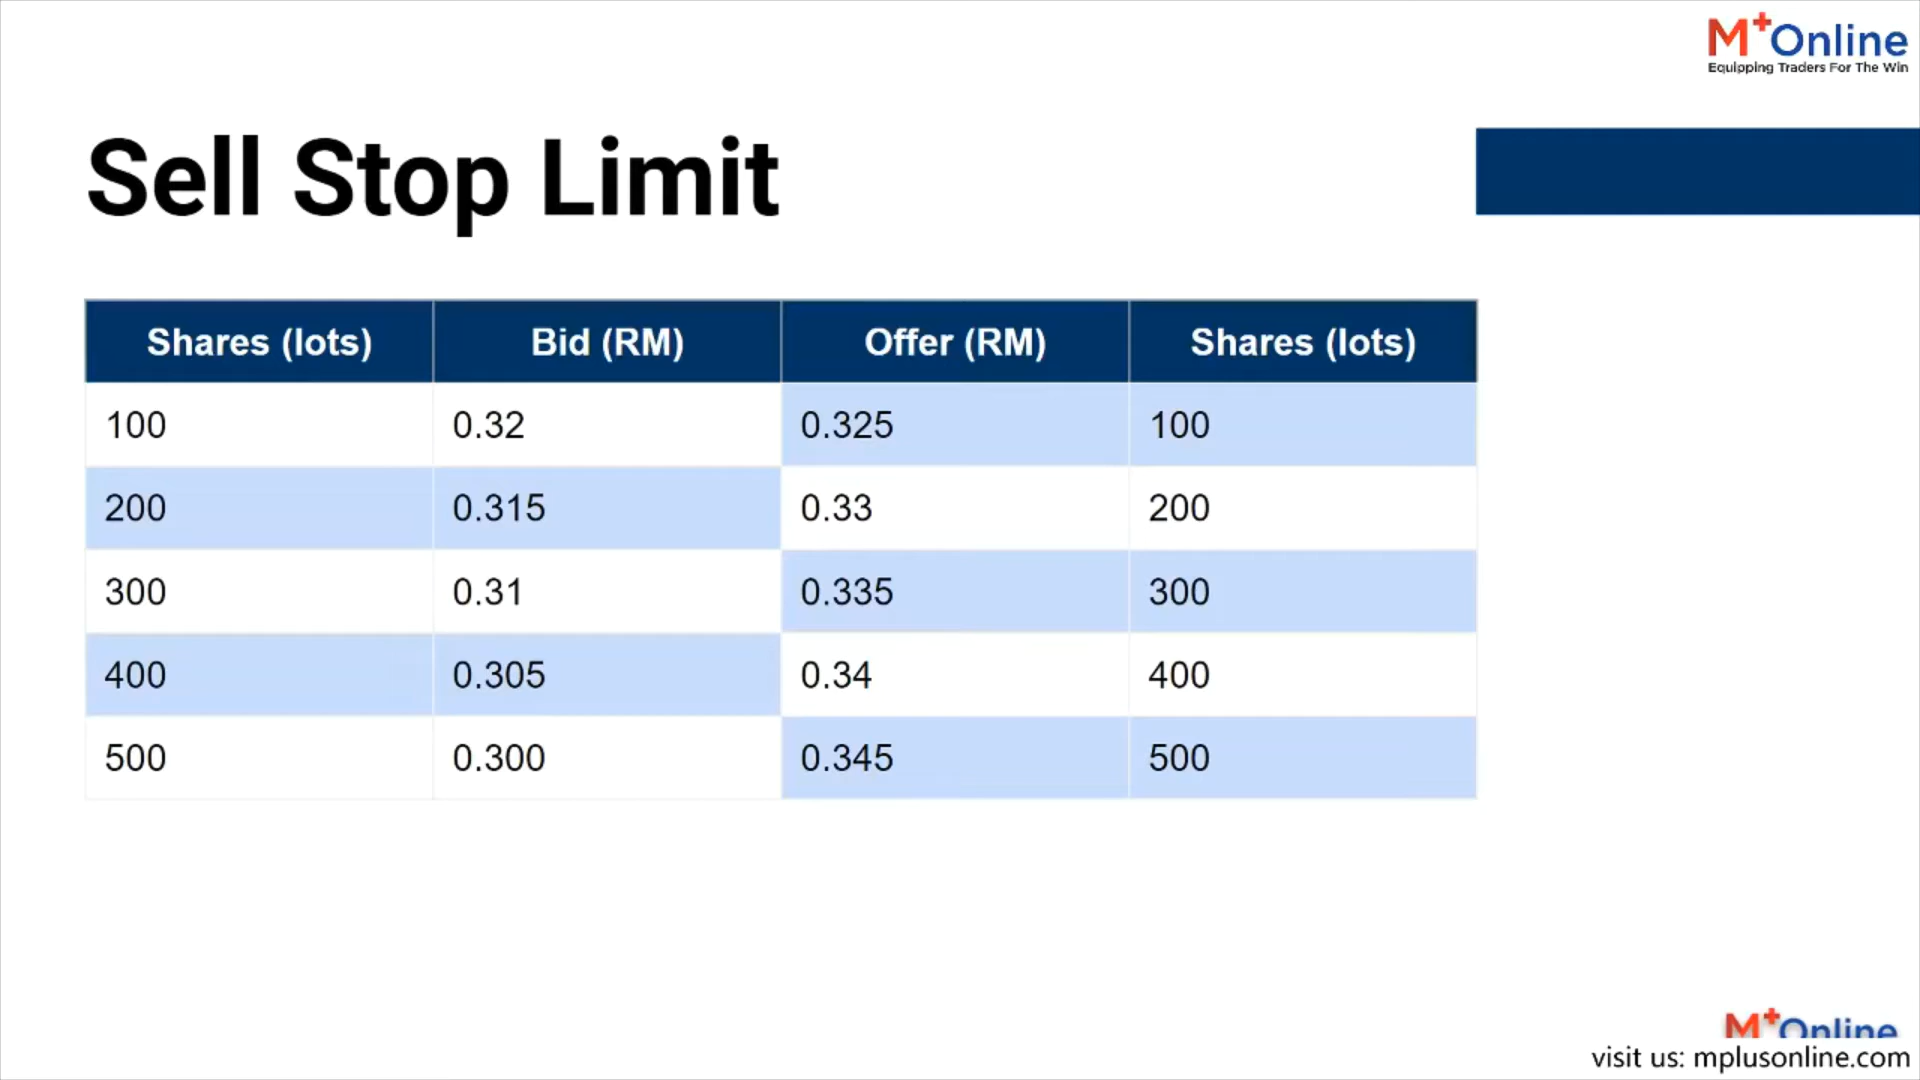 M+Online
Equipping Traders For The Win
Sell Stop Limit
Shares (lots) Bid (RM) Offer (RM) Shares (lots)
100 0.32 0.325 100
200 0.315 0.33 200
300 0.31 0.335 300
400 0.305 0.34 400
500 0.300 0.345 500
M+Online
visit us: mplusonline.com